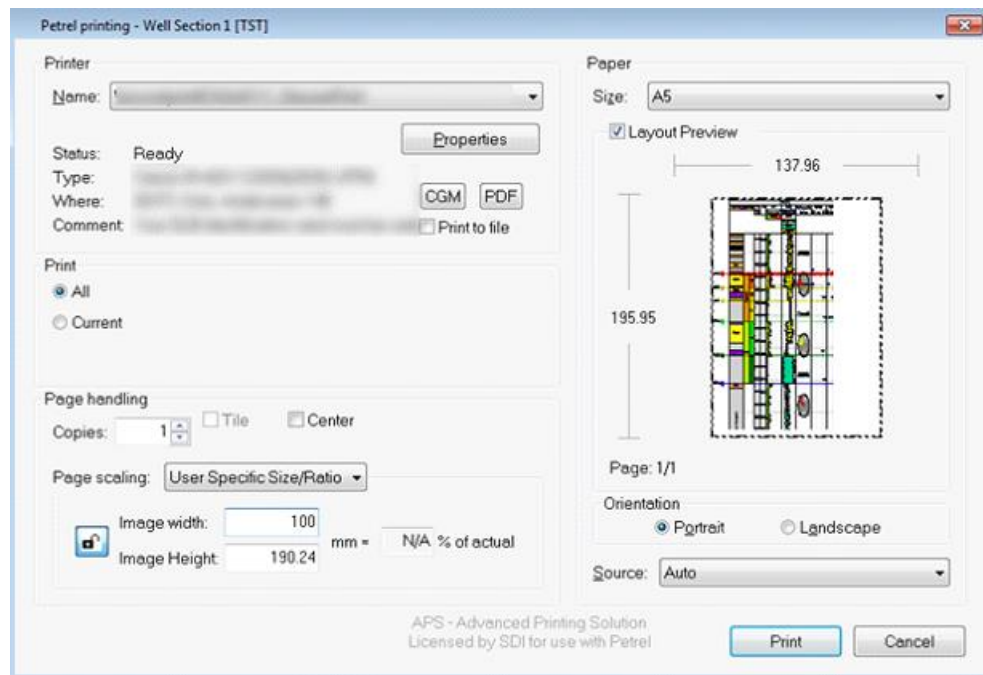 Petrel printing - Well Section 1 [TST]
Printer
Name:
Properties
Status: Ready
Type:
Where:
CGM PDF
Comment:
Print to file
Print
All
Current
Page handling
Copies: 1
Tile
Center
Page scaling: User Specific Size/Ratio
Image width: 100
mm = N/A % of actual
Image Height: 190.24
Paper
Size: A5
Layout Preview
137.96
195.95
Page: 1/1
Orientation
Portrait
Landscape
Source: Auto
APS - Advanced Printing Solution
Licensed by SDI for use with Petrel
Print
Cancel